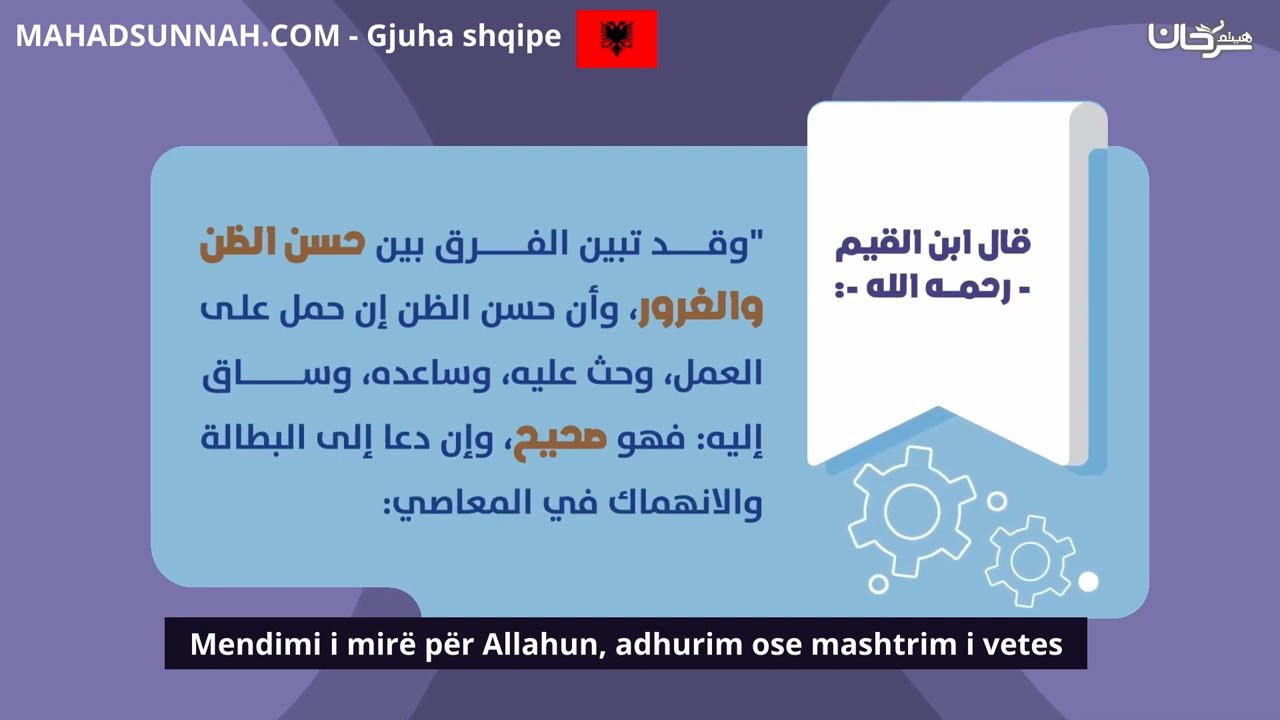 MAHADSUNNAH.COM - Gjuha shqipe
هيثم سرحان
قال ابن القيم
- رحمه الله -:
"وقد تبين الفرق بين حسن الظن
والغرور، وأن حسن الظن إن حمل على
العمل، وحث عليه، وساعده، وساق
إليه: فهو صحيح، وإن دعا إلى البطالة
والانهماك في المعاصي:
Mendimi i mirë për Allahun, adhurim ose mashtrim i vetes